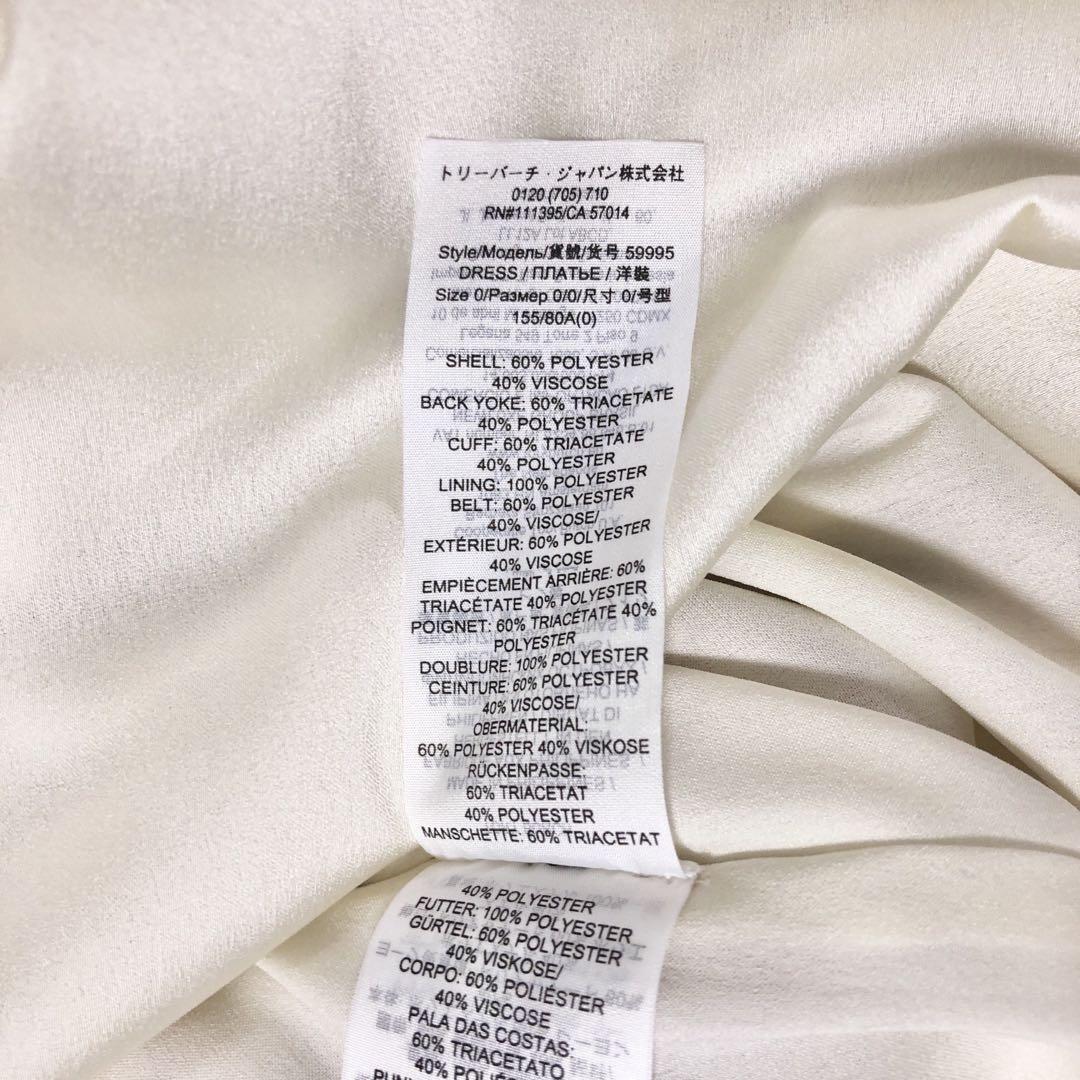 トリーバーチ・ジャパン株式会社
0120 (705) 710
RN#111395/CA 57014
Style/Модель/貨號/货号 59995
DRESS / ПЛАТЬЕ / 洋裝
Size 0/Размер 0/0/尺寸 0/号型
155/80A(0)
SHELL: 60% POLYESTER
40% VISCOSE
BACK YOKE: 60% TRIACETATE
40% POLYESTER
CUFF: 60% TRIACETATE
40% POLYESTER
LINING: 100% POLYESTER
BELT: 60% POLYESTER
40% VISCOSE/
EXTÉRIEUR: 60% POLYESTER
40% VISCOSE
EMPIÈCEMENT ARRIÈRE: 60%
TRIACÉTATE 40% POLYESTER
POIGNET: 60% TRIACÉTATE 40%
POLYESTER
DOUBLURE: 100% POLYESTER
CEINTURE: 60% POLYESTER
40% VISCOSE/
OBERMATERIAL:
60% POLYESTER 40% VISKOSE
RÜCKENPASSE:
60% TRIACETAT
40% POLYESTER
MANSCHETTE: 60% TRIACETAT
40% POLYESTER
FUTTER: 100% POLYESTER
GÜRTEL: 60% POLYESTER
40% VISKOSE/
CORPO: 60% POLIÉSTER
40% VISCOSE
PALA DAS COSTAS:
60% TRIACETATO